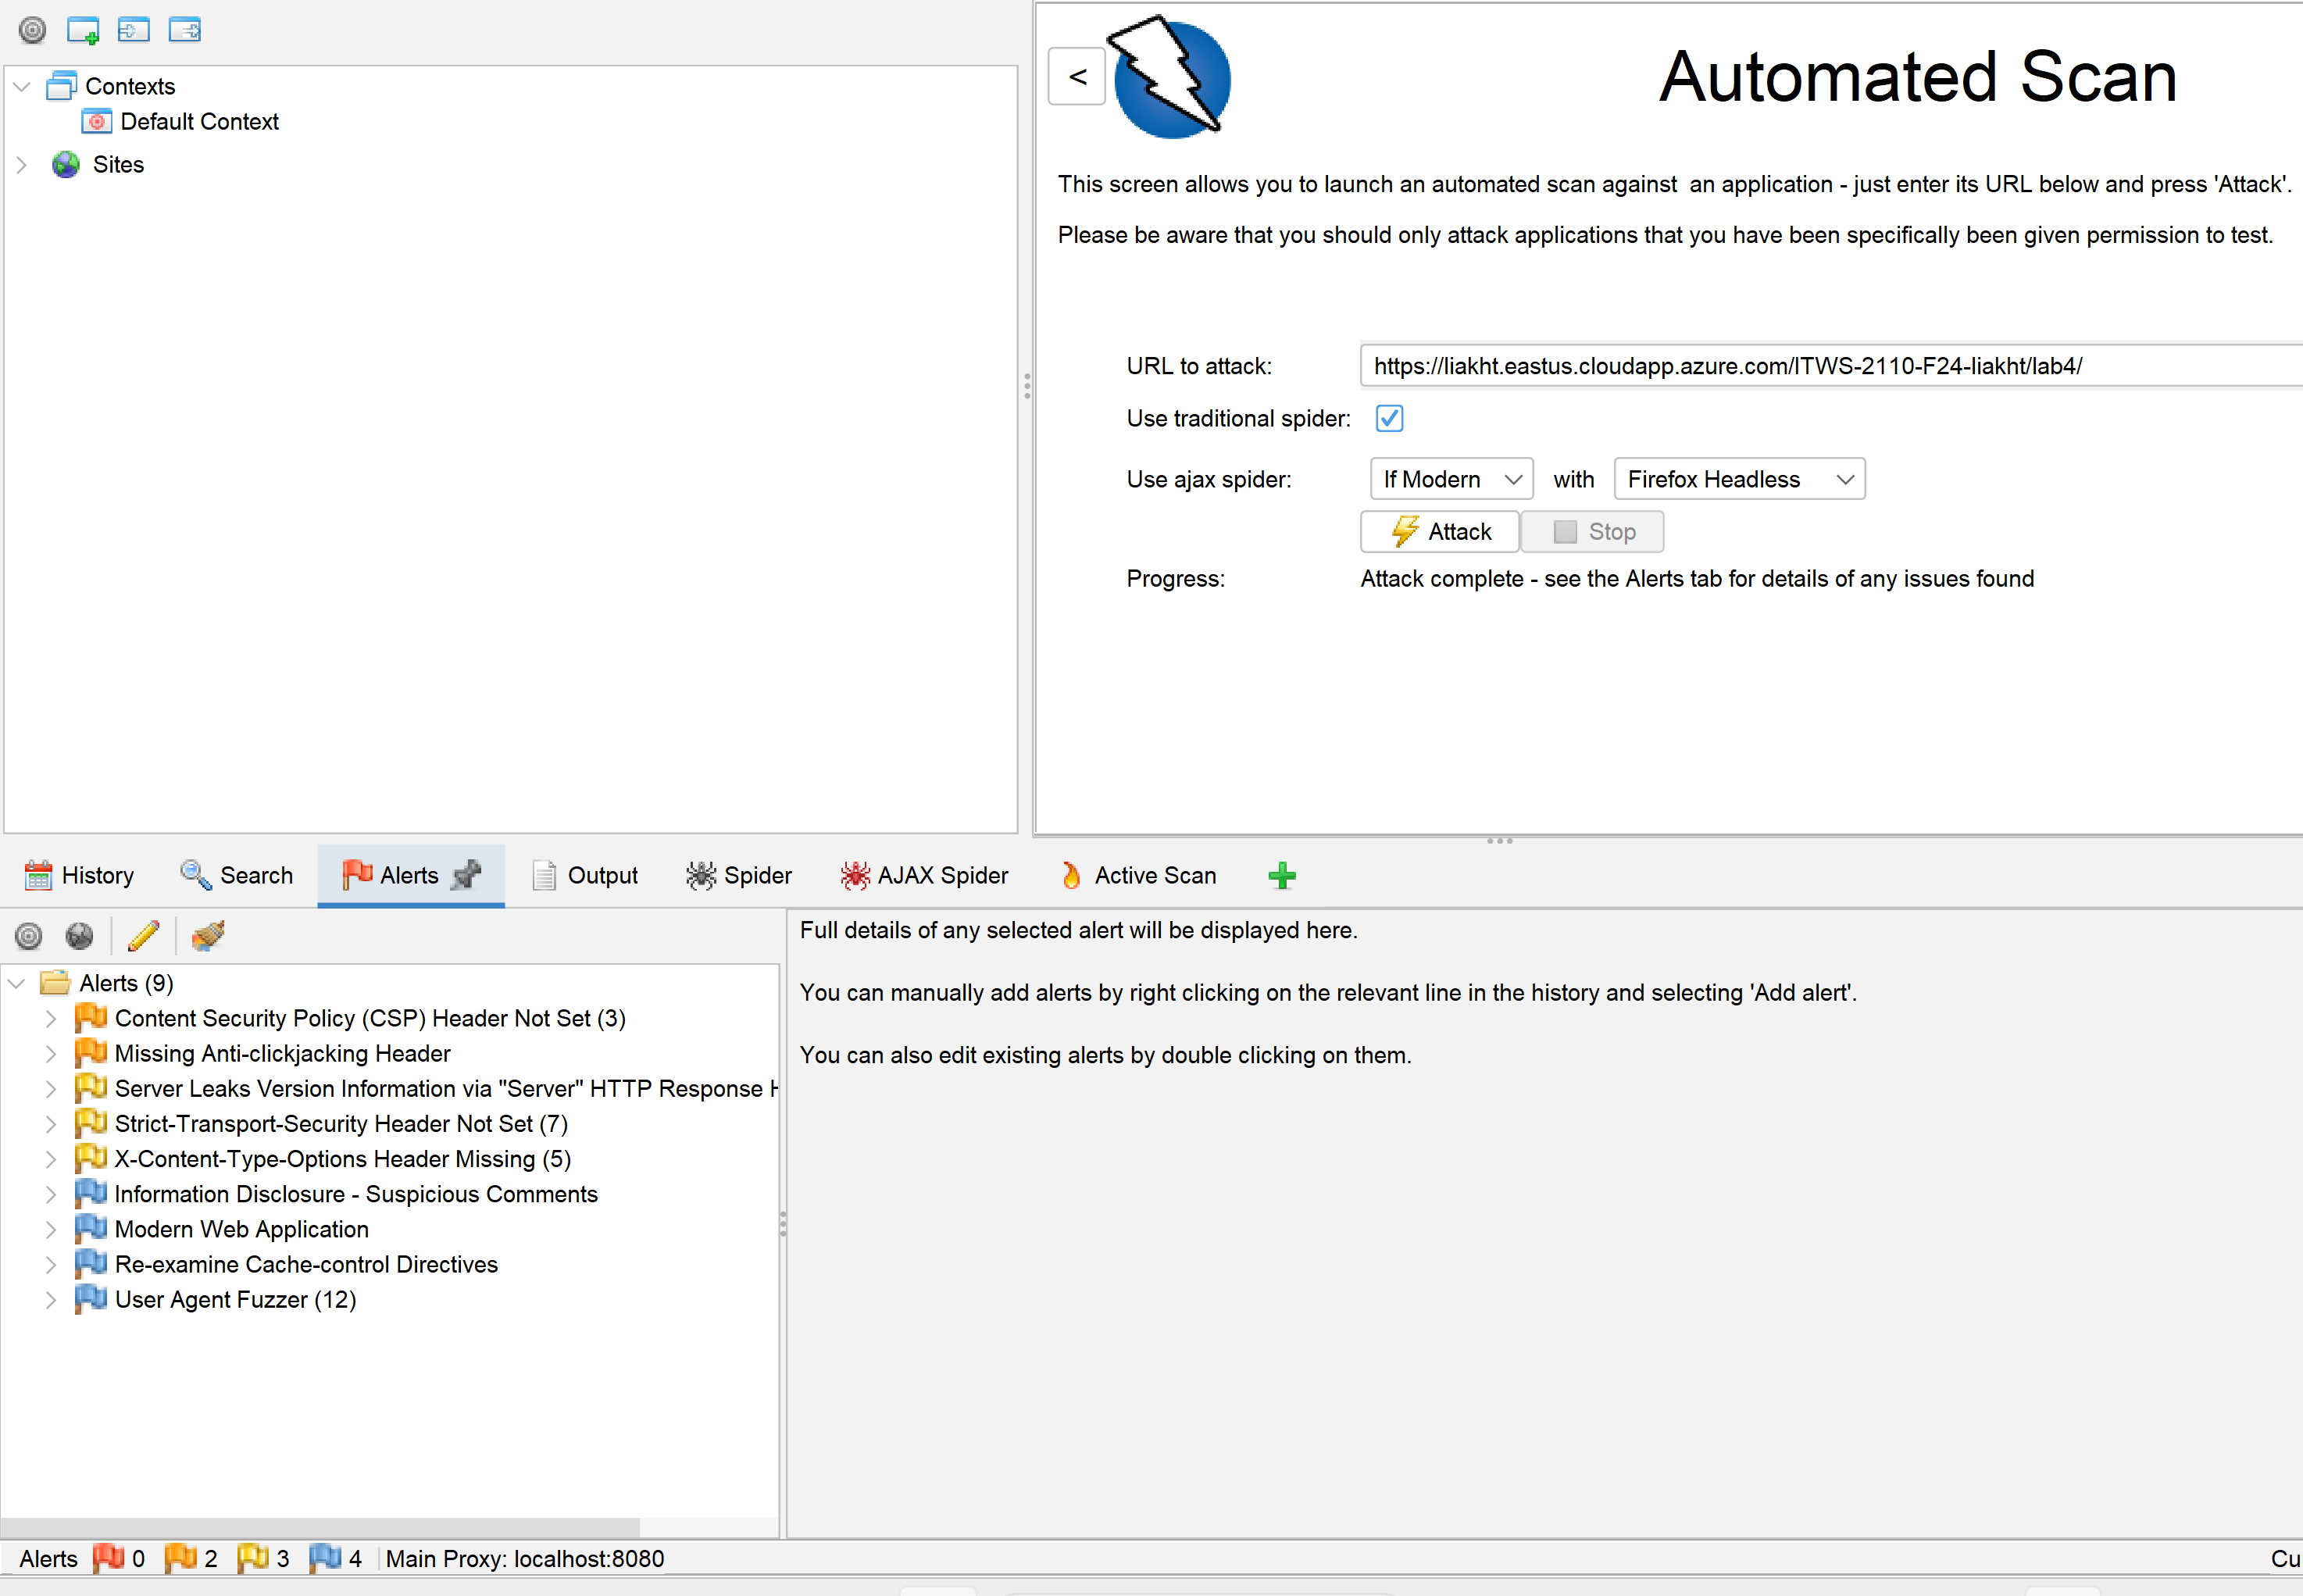 Contexts
Default Context
Sites
<
Automated Scan
This screen allows you to launch an automated scan against  an application - just enter its URL below and press 'Attack'.
Please be aware that you should only attack applications that you have been specifically been given permission to test.
URL to attack: https://liakht.eastus.cloudapp.azure.com/ITWS-2110-F24-liakht/lab4/
Use traditional spider:
Use ajax spider: If Modern with Firefox Headless
Attack Stop
Progress: Attack complete - see the Alerts tab for details of any issues found
History Search Alerts Output Spider AJAX Spider Active Scan
Full details of any selected alert will be displayed here.
You can manually add alerts by right clicking on the relevant line in the history and selecting 'Add alert'.
You can also edit existing alerts by double clicking on them.
Alerts (9)
Content Security Policy (CSP) Header Not Set (3)
Missing Anti-clickjacking Header
Server Leaks Version Information via "Server" HTTP Response
Strict-Transport-Security Header Not Set (7)
X-Content-Type-Options Header Missing (5)
Information Disclosure - Suspicious Comments
Modern Web Application
Re-examine Cache-control Directives
User Agent Fuzzer (12)
Alerts 0 2 3 4 Main Proxy: localhost:8080